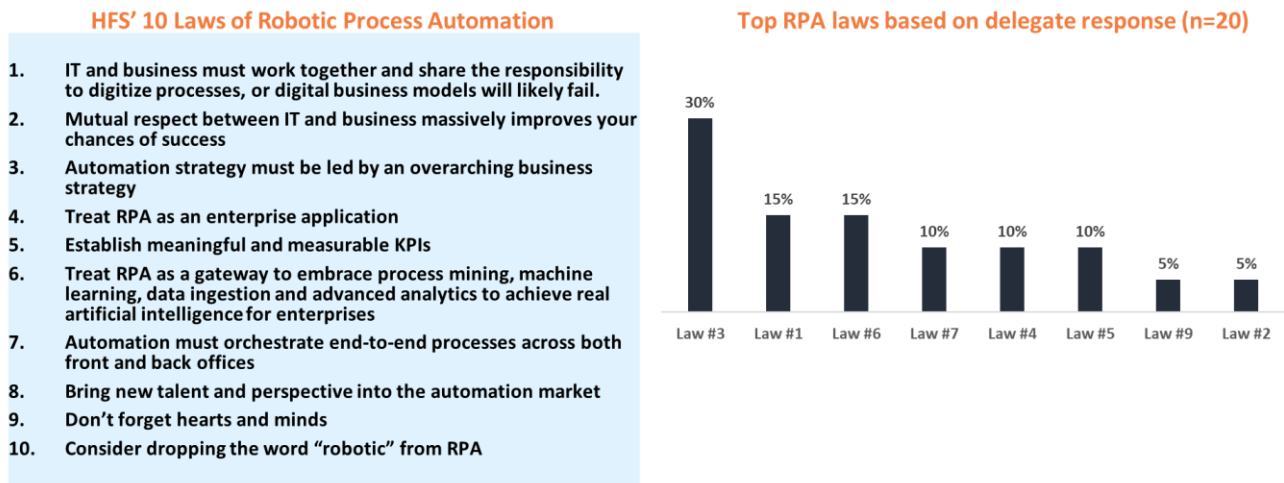 HFS' 10 Laws of Robotic Process Automation
1. IT and business must work together and share the responsibility
to digitize processes, or digital business models will likely fail.
2. Mutual respect between IT and business massively improves your
chances of success
3. Automation strategy must be led by an overarching business
strategy
4. Treat RPA as an enterprise application
5. Establish meaningful and measurable KPIs
6. Treat RPA as a gateway to embrace process mining, machine
learning, data ingestion and advanced analytics to achieve real
artificial intelligence for enterprises
7. Automation must orchestrate end-to-end processes across both
front and back offices
8. Bring new talent and perspective into the automation market
9. Don't forget hearts and minds
10. Consider dropping the word “robotic” from RPA
Top RPA laws based on delegate response (n=20)
30%
15% 15%
10% 10% 10%
5% 5%
Law #3 Law #1 Law #6 Law #7 Law #4 Law #5 Law #9 Law #2